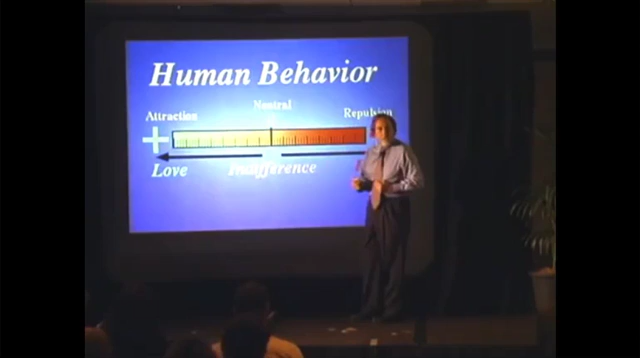 Human Behavior
Neutral
Attraction Repulsion
+
Love Indifference